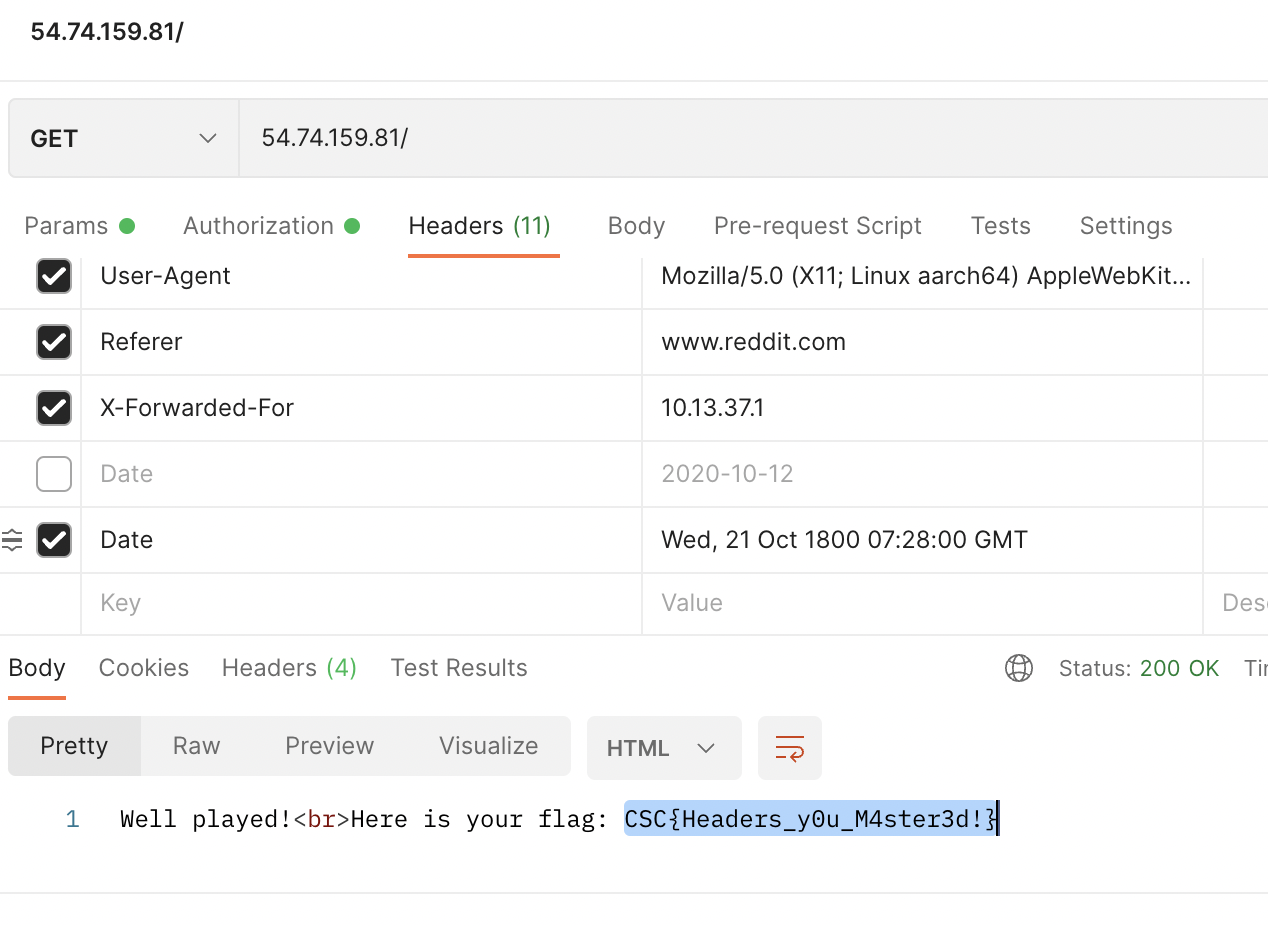 54.74.159.81/
GET 54.74.159.81/
Params Authorization Headers (11) Body Pre-request Script Tests Settings
User-Agent Mozilla/5.0 (X11; Linux aarch64) AppleWebKit...
Referer www.reddit.com
X-Forwarded-For 10.13.37.1
Date 2020-10-12
Date Wed, 21 Oct 1800 07:28:00 GMT
Key Value Desc
Body Cookies Headers (4) Test Results Status: 200 OK
Pretty Raw Preview Visualize HTML
1 Well played!<br>Here is your flag: CSC{Headers_y0u_M4ster3d!}